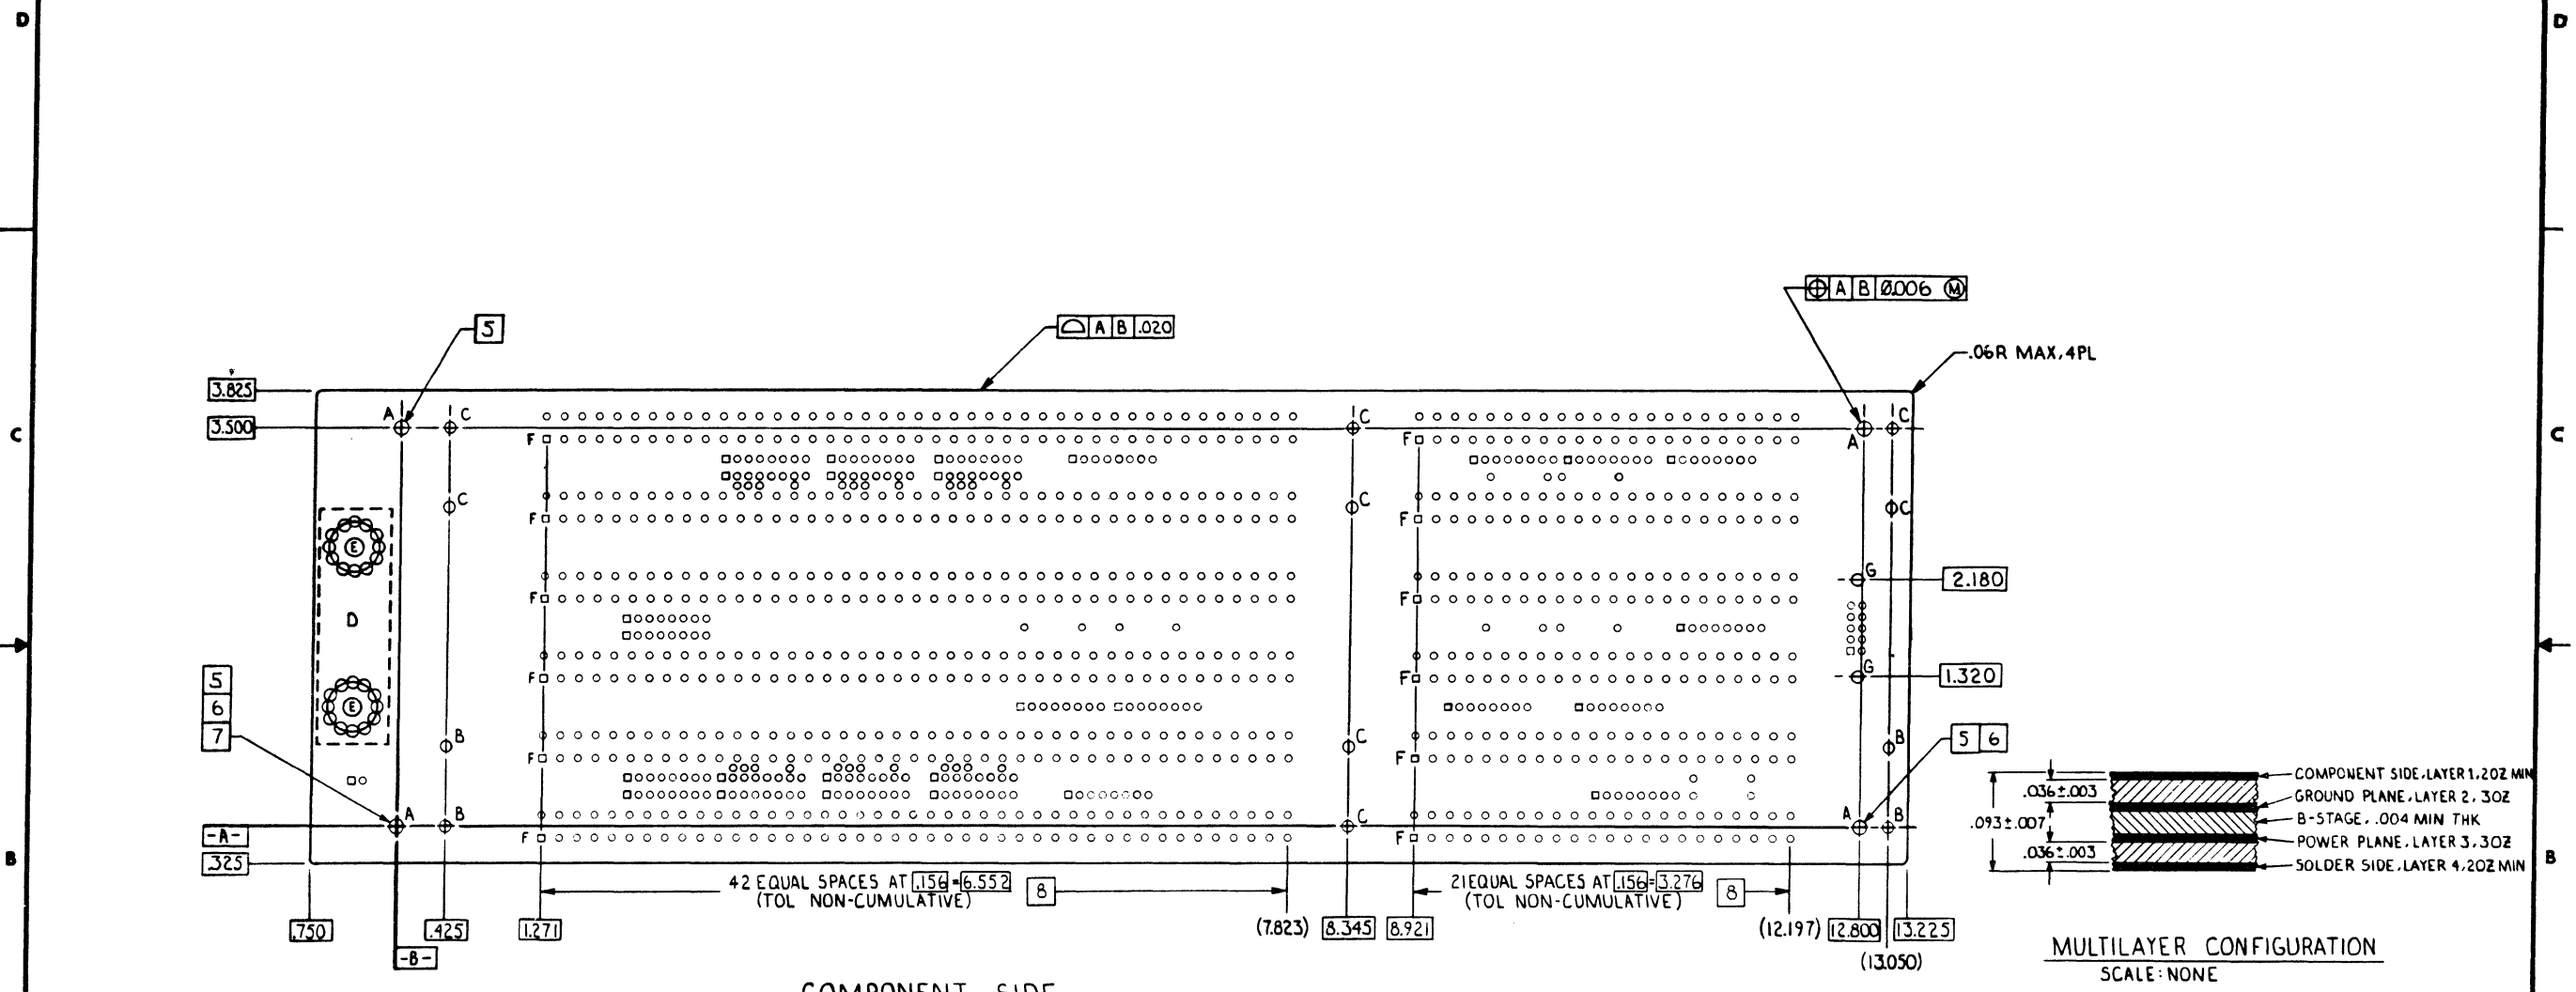 D
D
A B Ø.006 Ⓜ
5
A B .020
.06R MAX, 4PL
3.825
A C C C
3.500
C
C
F F A
C C C
F F
E
G
F F 2.180
D
5
G
F F 1.320
6
E
7
B C B 5 6
F F
COMPONENT SIDE, LAYER 1, 2OZ MIN
.036±.003
GROUND PLANE, LAYER 2, 3OZ
A B C A B
.093±.007
B-STAGE, .004 MIN THK
-A-
F F
POWER PLANE, LAYER 3, 3OZ
.036±.003
B
B
.325
SOLDER SIDE, LAYER 4, 2OZ MIN
42 EQUAL SPACES AT .156 = 6.552
8
(TOL NON-CUMULATIVE)
21 EQUAL SPACES AT .156 = 3.276
8
(TOL NON-CUMULATIVE)
.750 .425 1.271 (7.823) 8.345 8.921 (12.197) 12.800 13.225
-B-
(13.050)
MULTILAYER CONFIGURATION
SCALE: NONE
COMPONENT SIDE